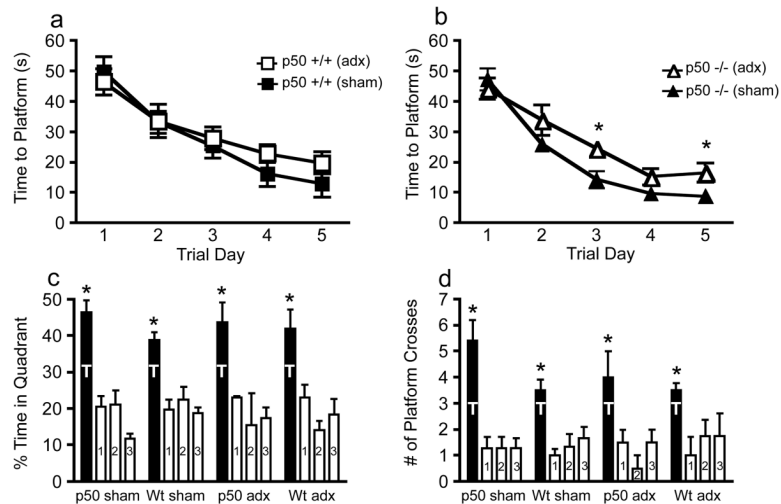 a
Time to Platform (s)
60
50
40
30
20
10
0
p50 +/+ (adx)
p50 +/+ (sham)
1 2 3 4 5
Trial Day
b
Time to Platform (s)
60
50
40
30
20
10
0
p50 -/- (adx)
p50 -/- (sham)
* *
1 2 3 4 5
Trial Day
c
% Time in Quadrant
50
40
30
20
10
0
* * * *
T T T T
1 2 3 1 2 3 1 2 3 1 2 3
p50 sham Wt sham p50 adx Wt adx
d
# of Platform Crosses
7
6
5
4
3
2
1
0
* * * *
T T T T
1 2 3 1 2 3 1 2 3 1 2 3
p50 sham Wt sham p50 adx Wt adx